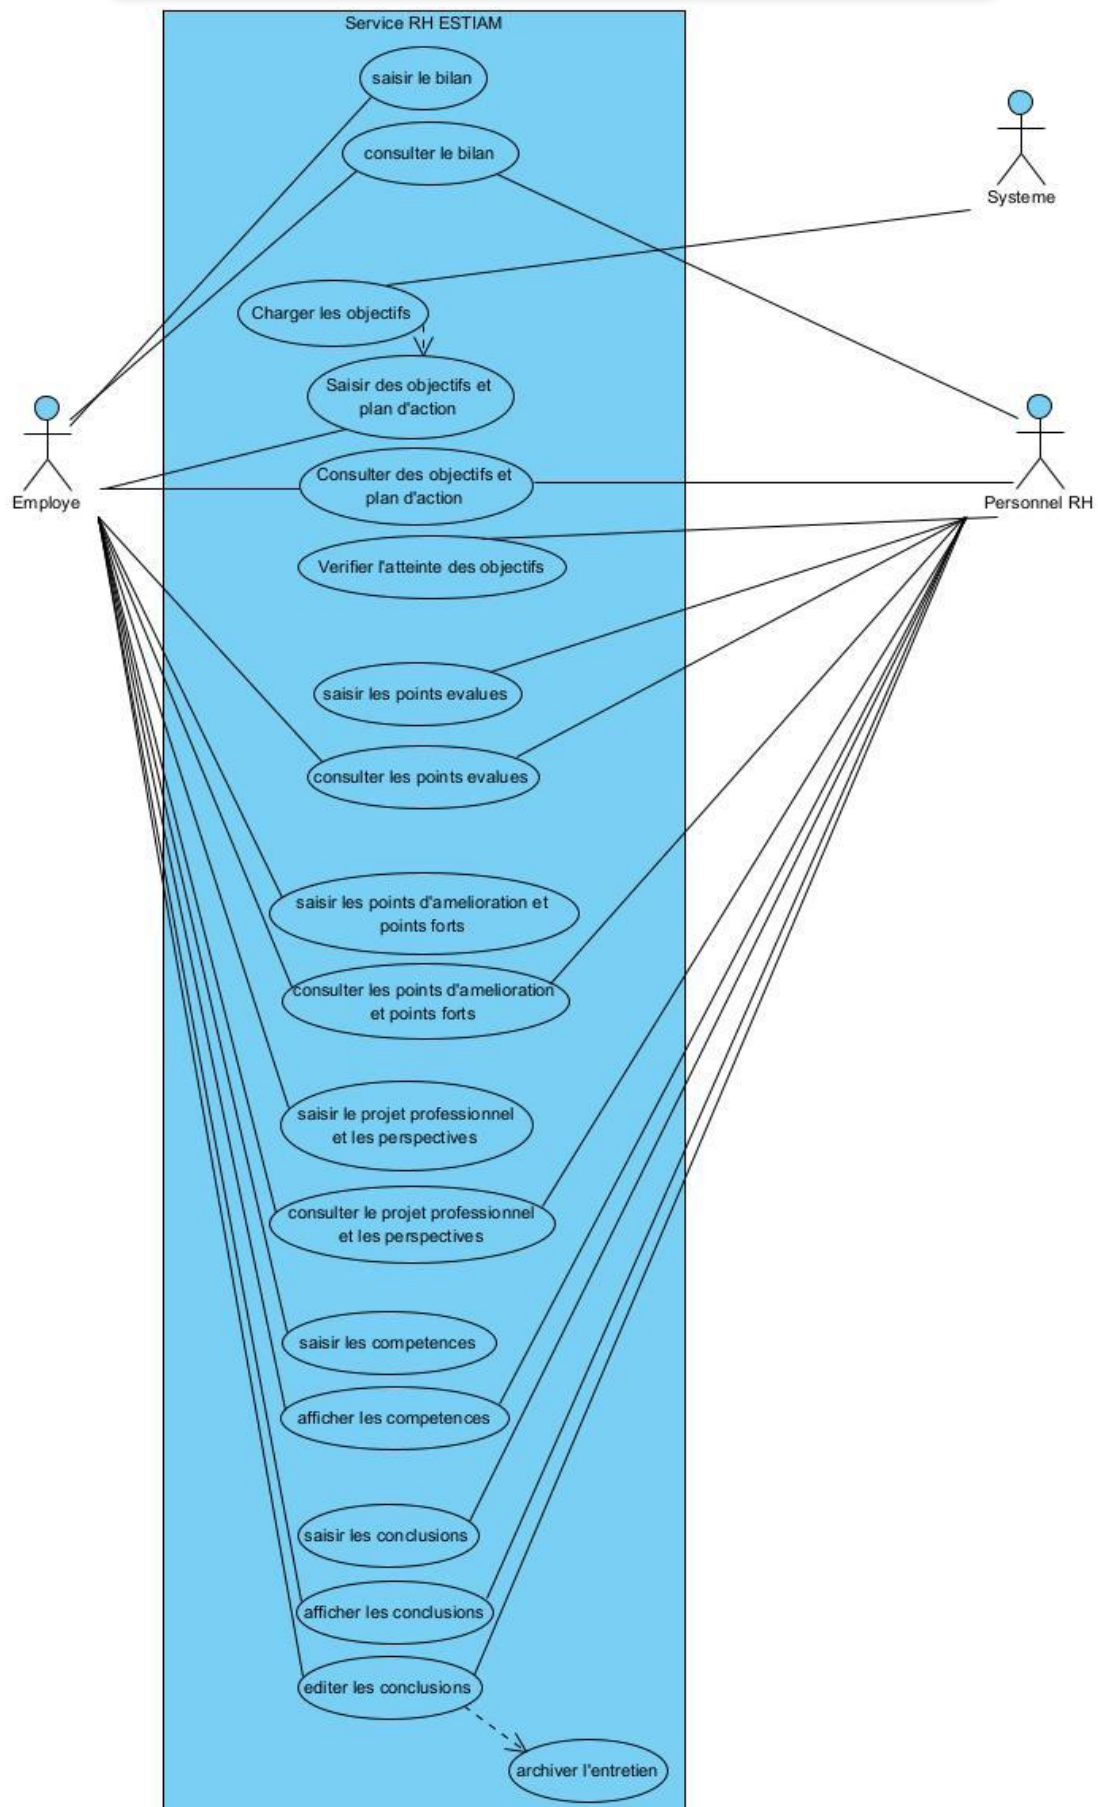 Service RH ESTIAM
saisir le bilan
consulter le bilan
Systeme
Charger les objectifs
Saisir des objectifs et
plan d'action
Employe
Consulter des objectifs et
plan d'action
Personnel RH
Verifier l'atteinte des objectifs
saisir les points evalues
consulter les points evalues
saisir les points d'amelioration et
points forts
consulter les points d'amelioration
et points forts
saisir le projet professionnel
et les perspectives
consulter le projet professionnel
et les perspectives
saisir les competences
afficher les competences
saisir les conclusions
afficher les conclusions
editer les conclusions
archiver l'entretien